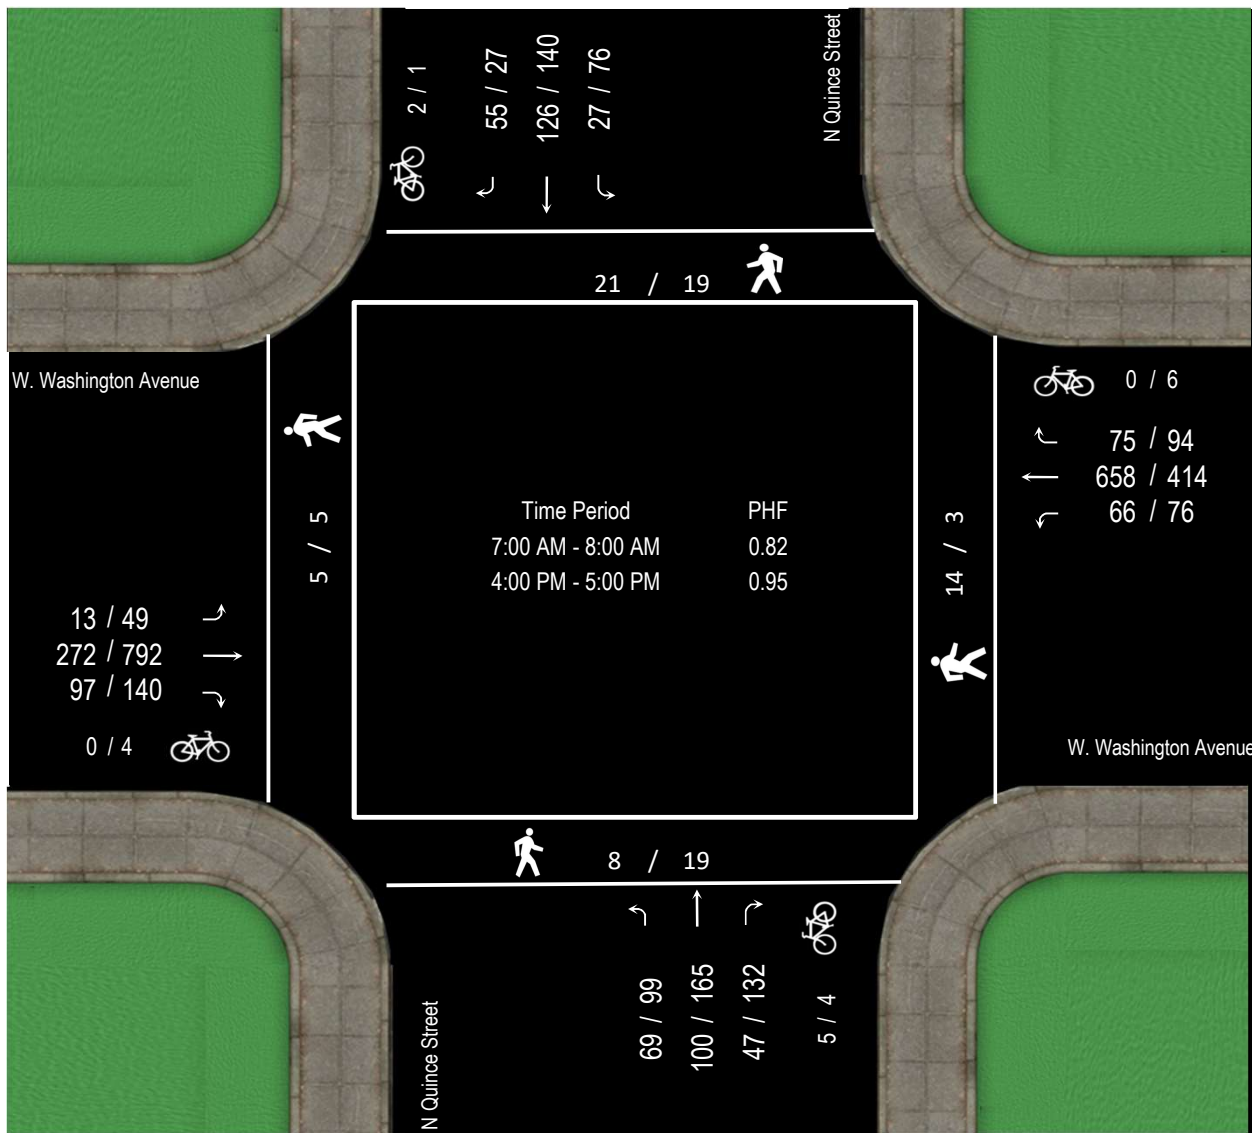 N Quince Street
2 / 1
55 / 27
126 / 140
27 / 76
21 / 19
W. Washington Avenue
0 / 6
75 / 94
658 / 414
66 / 76
5 / 5
Time Period PHF
7:00 AM - 8:00 AM 0.82
4:00 PM - 5:00 PM 0.95
14 / 3
13 / 49
272 / 792
97 / 140
0 / 4
W. Washington Avenue
8 / 19
N Quince Street
69 / 99
100 / 165
47 / 132
5 / 4